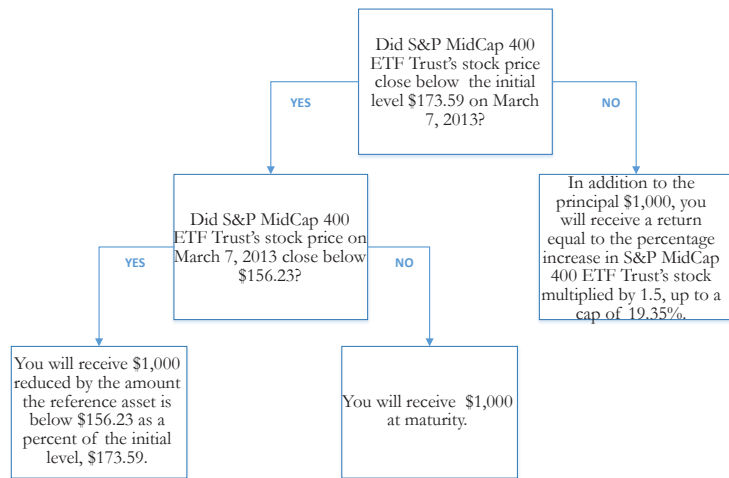 Did S&P MidCap 400
ETF Trust's stock price
close below the initial
level $173.59 on March
7, 2013?
YES
NO
Did S&P MidCap 400
ETF Trust's stock price on
March 7, 2013 close below
$156.23?
In addition to the
principal $1,000, you
will receive a return
equal to the percentage
increase in S&P MidCap
400 ETF Trust's stock
multiplied by 1.5, up to a
cap of 19.35%.
YES
NO
You will receive $1,000
reduced by the amount
the reference asset is
below $156.23 as a
percent of the initial
level, $173.59.
You will receive $1,000
at maturity.